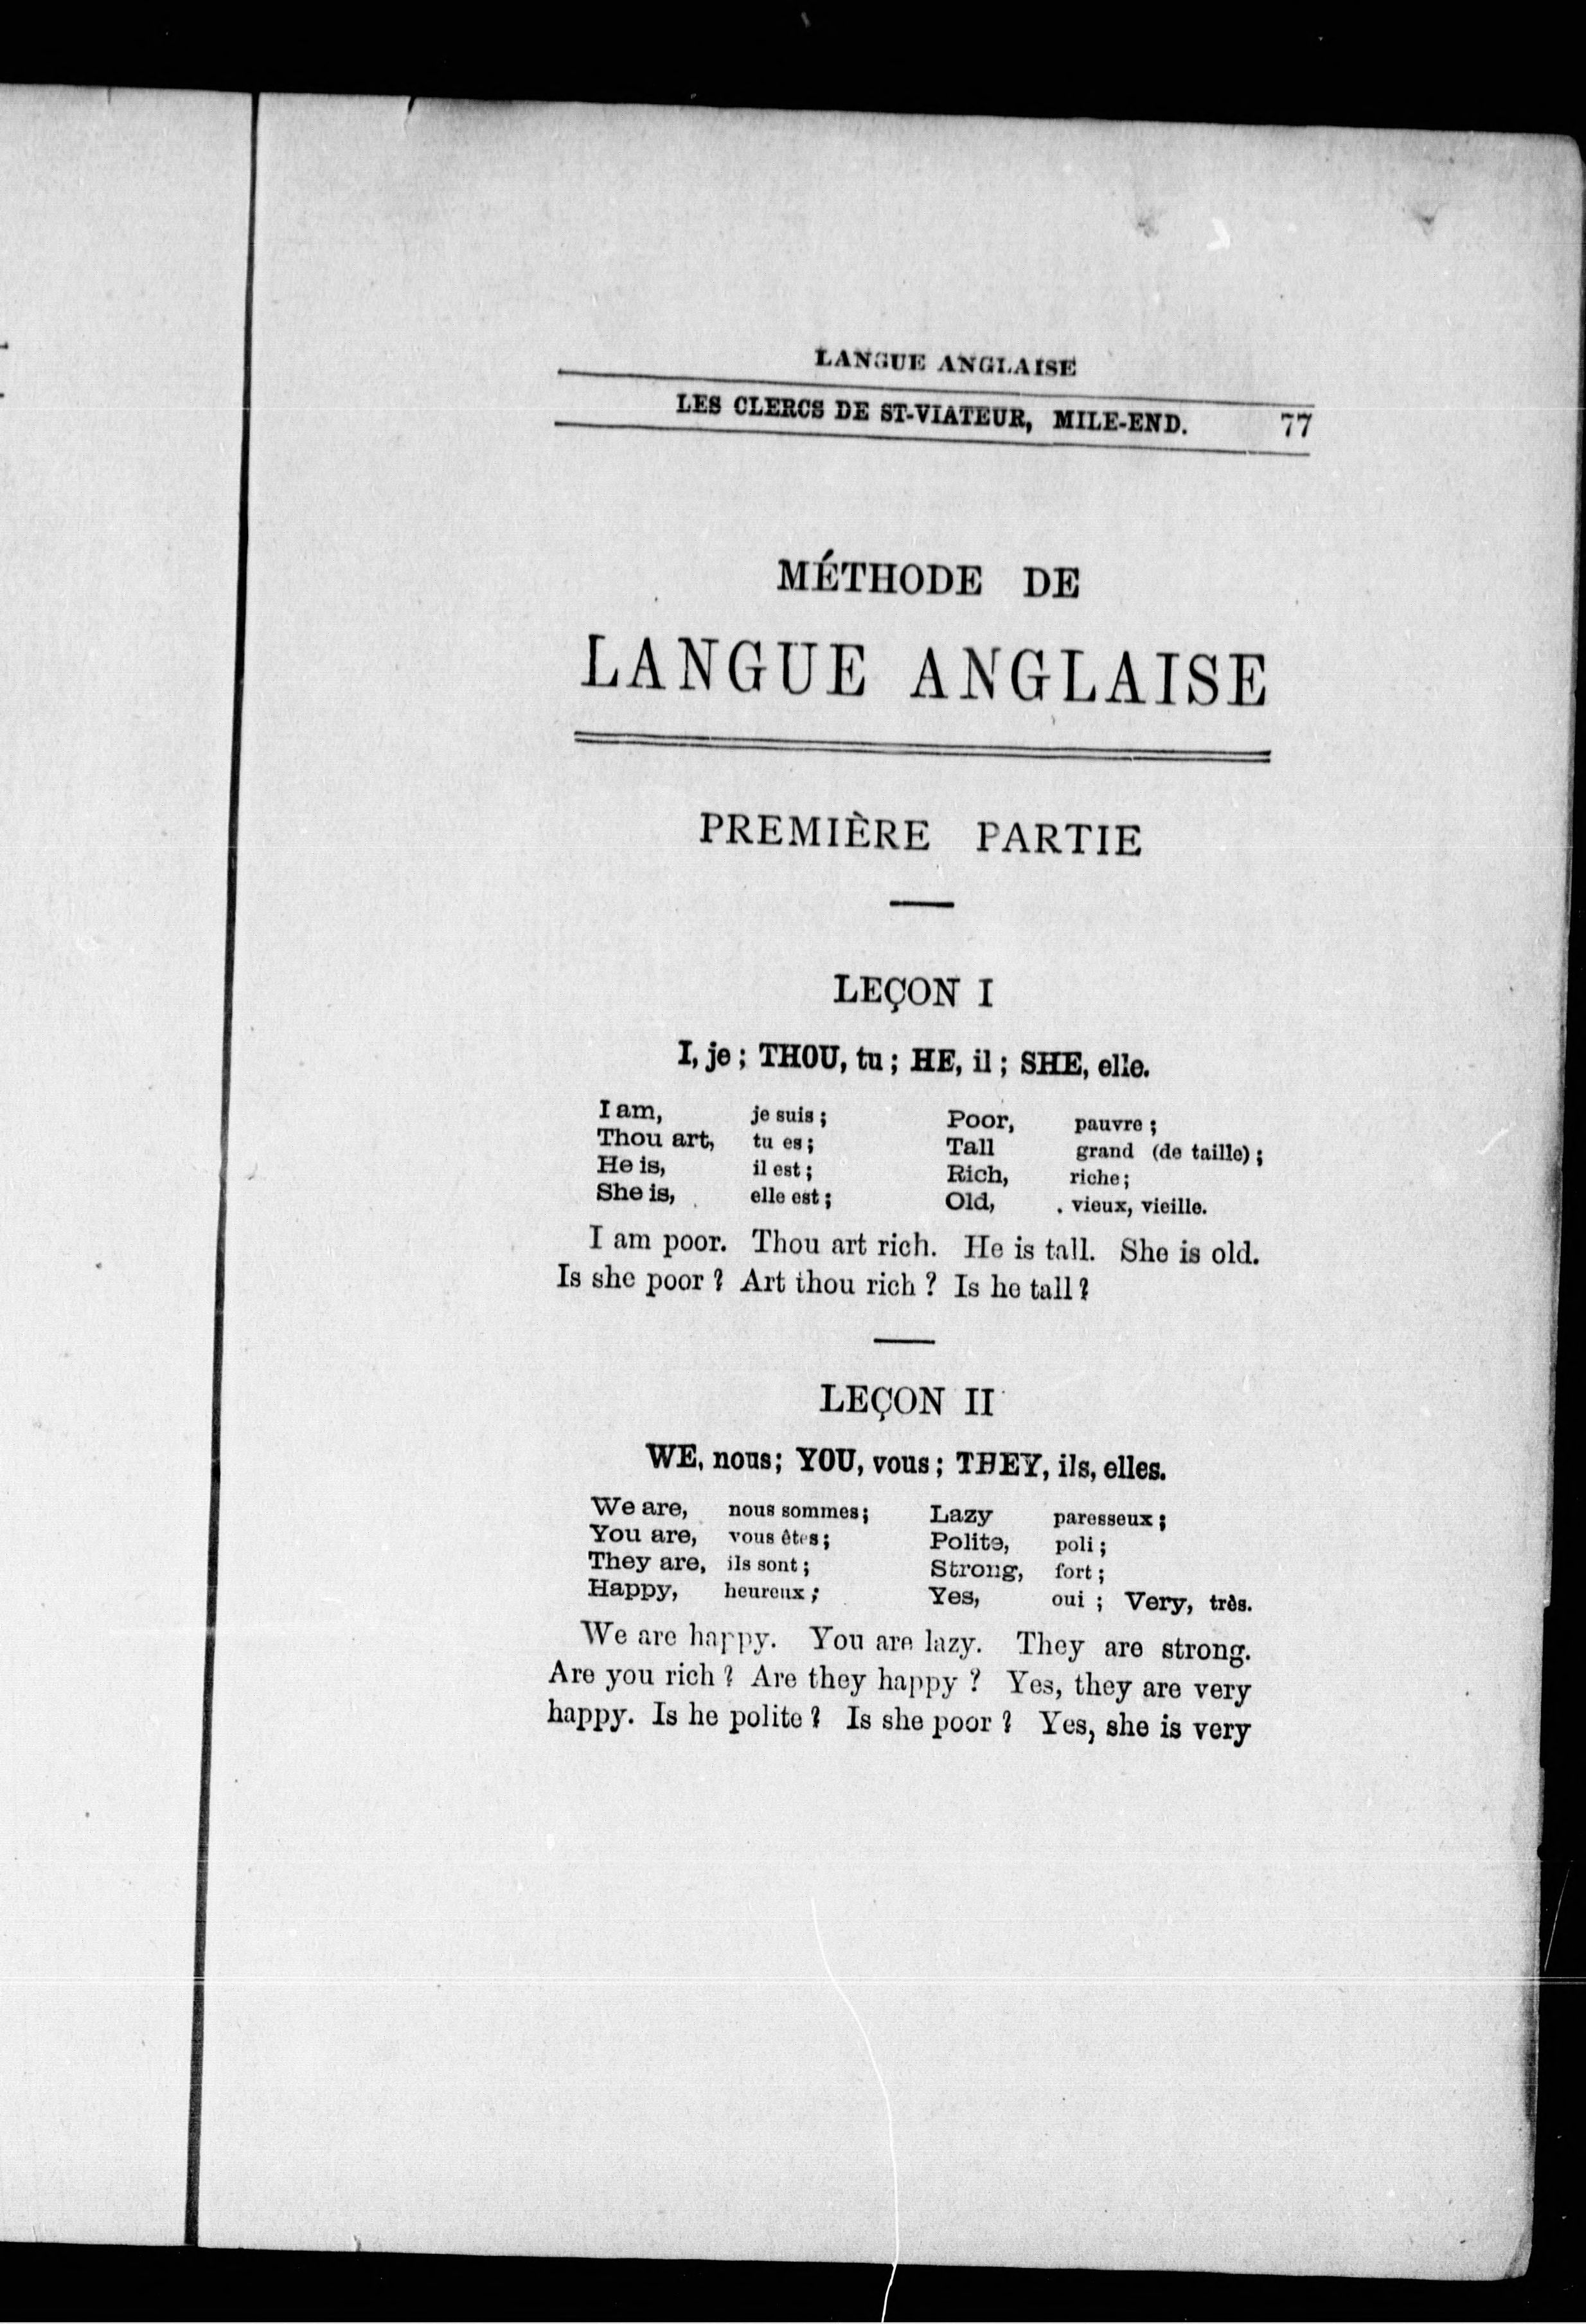 LANGUE ANGLAISE
LES CLERCS DE ST-VIATEUR, MILE-END. 77
MÉTHODE DE
LANGUE ANGLAISE
PREMIÈRE PARTIE
LEÇON I
I, je ; THOU, tu ; HE, il ; SHE, elle.
I am, je suis ; Poor, pauvre ;
Thou art, tu es ; Tall grand (de taille) ;
He is, il est ; Rich, riche ;
She is, elle est ; Old, vieux, vieille.
I am poor. Thou art rich. He is tall. She is old.
Is she poor ? Art thou rich ? Is he tall ?
LEÇON II
WE, nous ; YOU, vous ; THEY, ils, elles.
We are, nous sommes ; Lazy paresseux ;
You are, vous êtes ; Polite, poli ;
They are, ils sont ; Strong, fort ;
Happy, heureux ; Yes, oui ; Very, très.
We are happy. You are lazy. They are strong.
Are you rich ? Are they happy ? Yes, they are very
happy. Is he polite ? Is she poor ? Yes, she is very